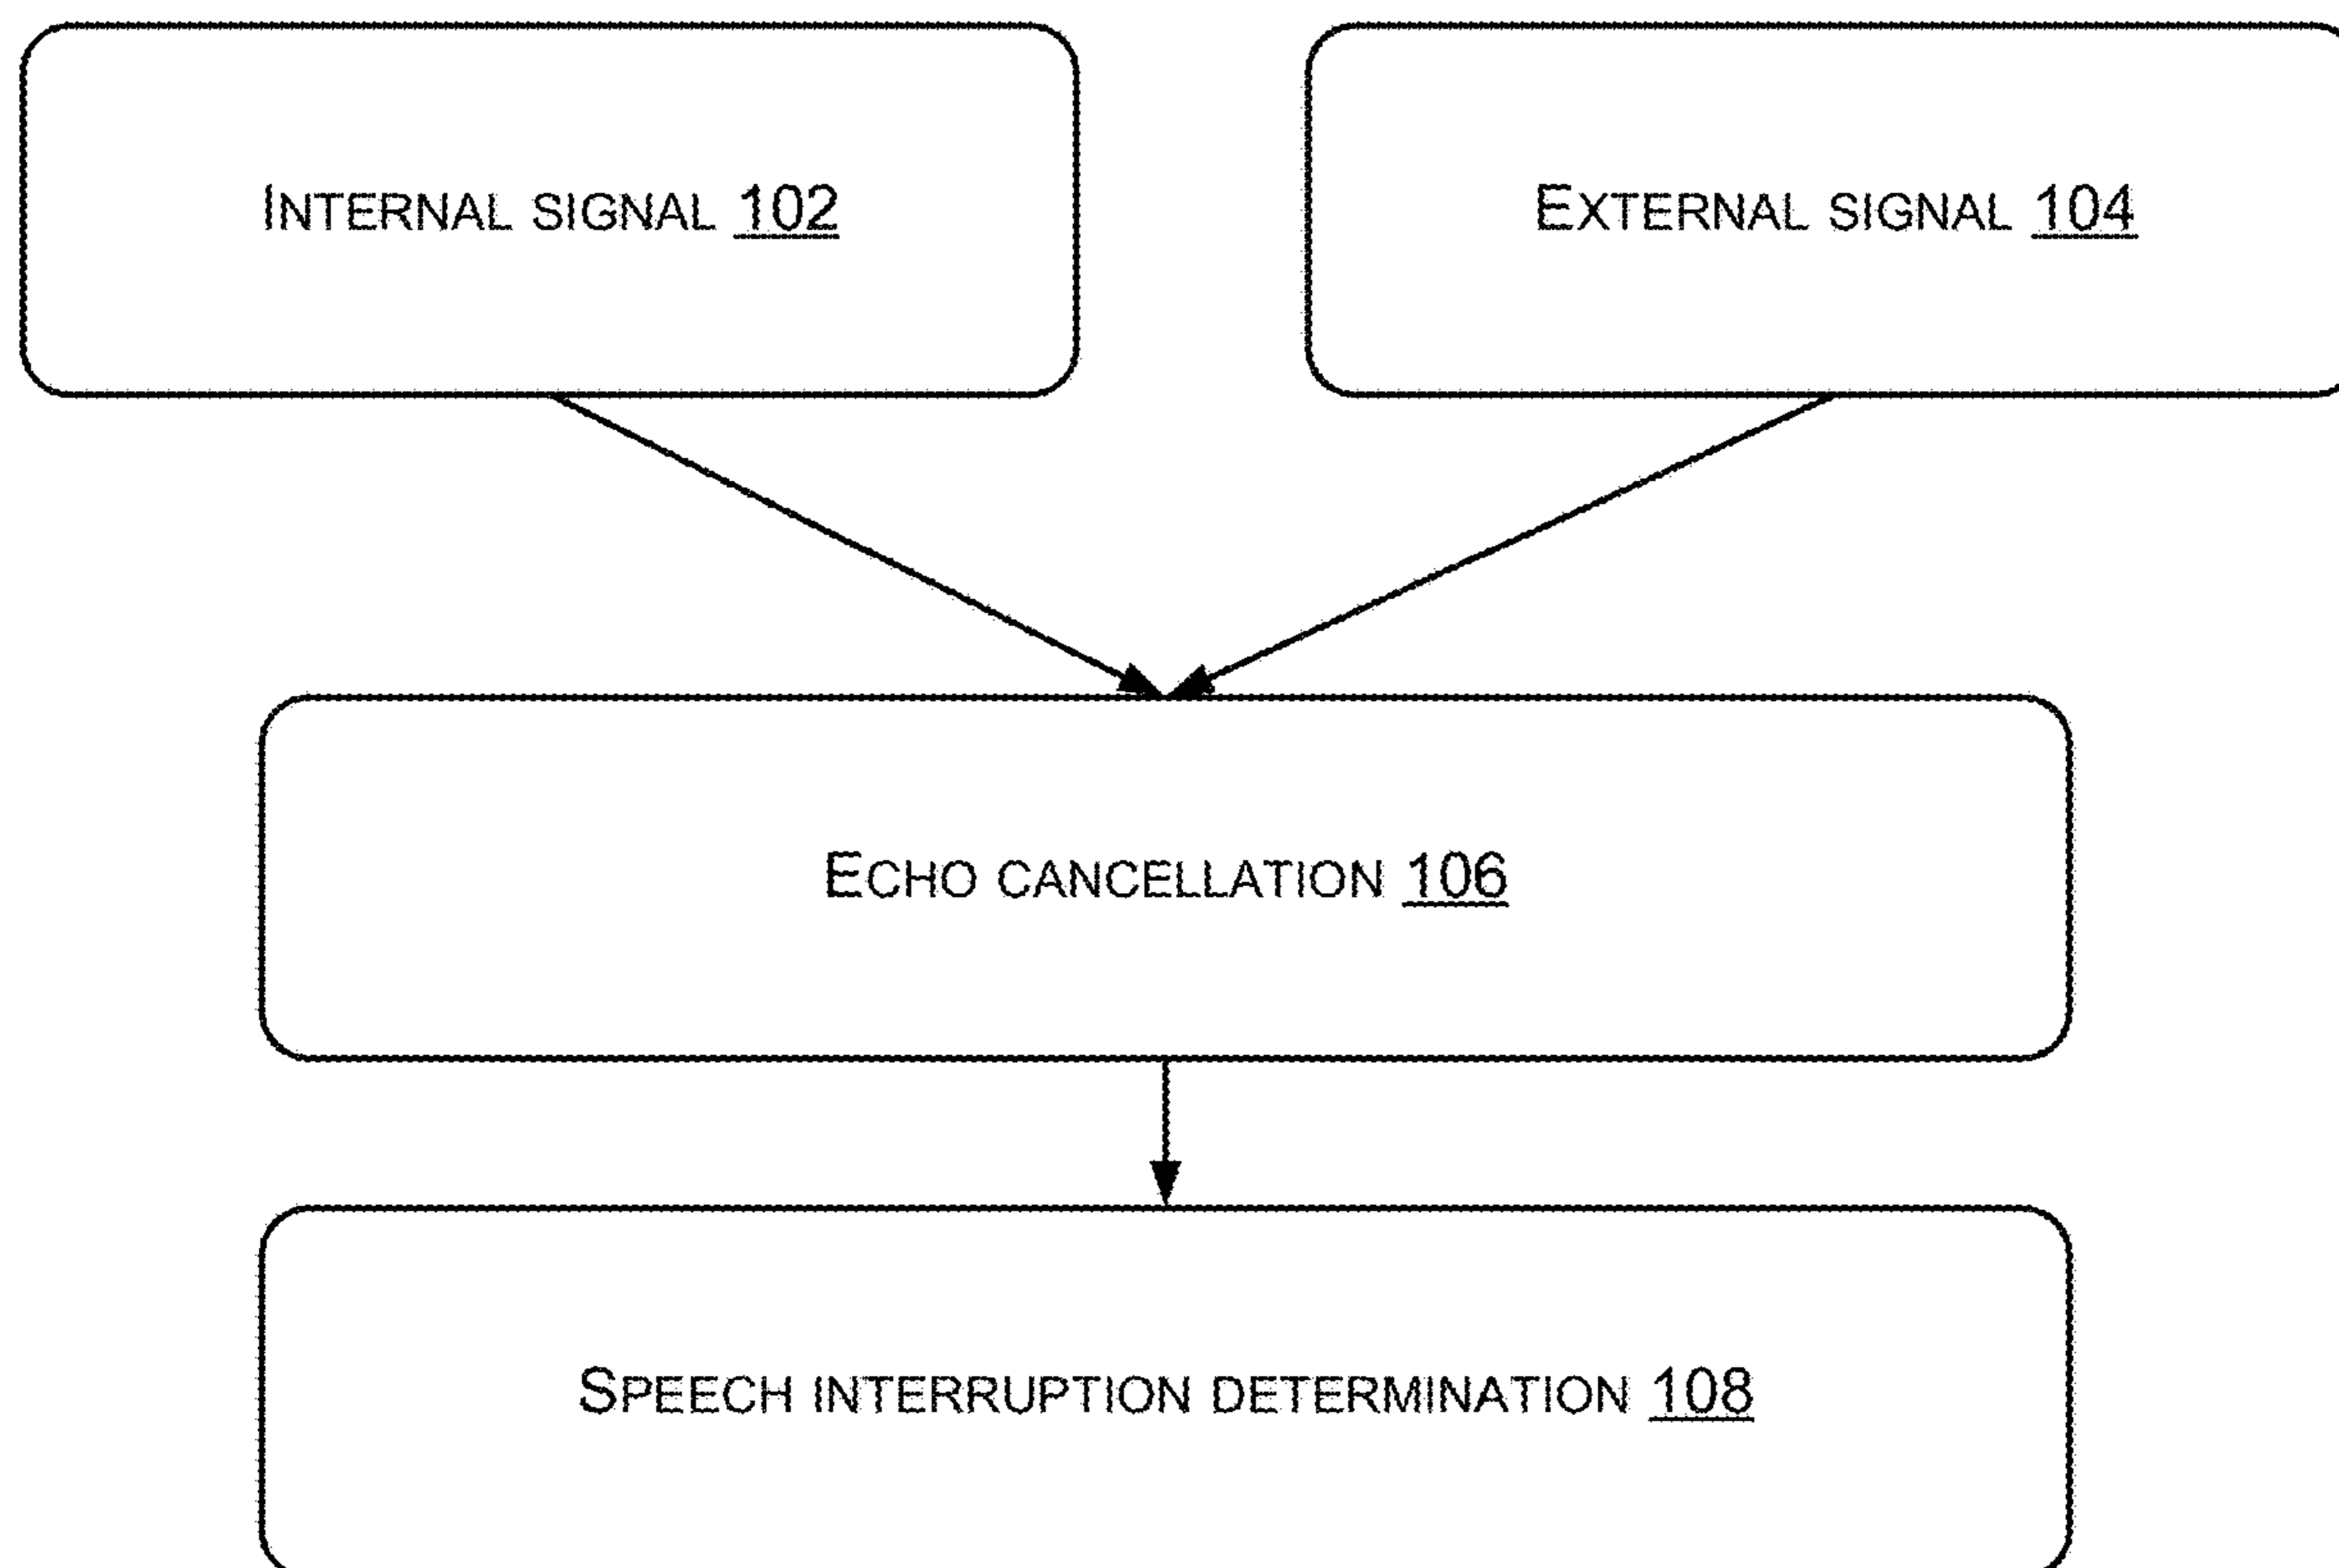 INTERNAL SIGNAL 102
EXTERNAL SIGNAL 104
ECHO CANCELLATION 106
SPEECH INTERRUPTION DETERMINATION 108